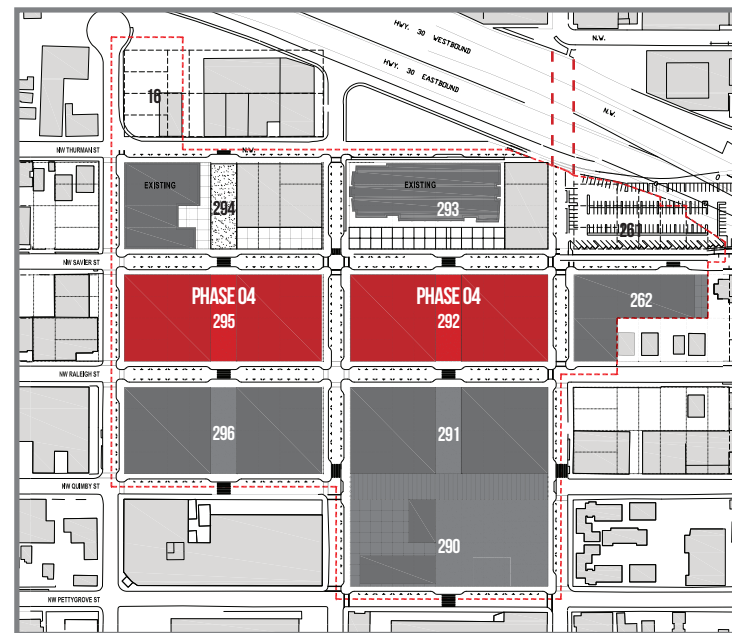 HWY. 30 WESTBOUND
N.W.
HWY. 30 EASTBOUND
16
N.W.
NW THURMAN ST
N.W.
EXISTING
EXISTING
294
293
261
NW SAVIER ST
PHASE 04
PHASE 04
262
295
292
NW RALEIGH ST
296
291
NW QUIMBY ST
290
NW PETTYGROVE ST